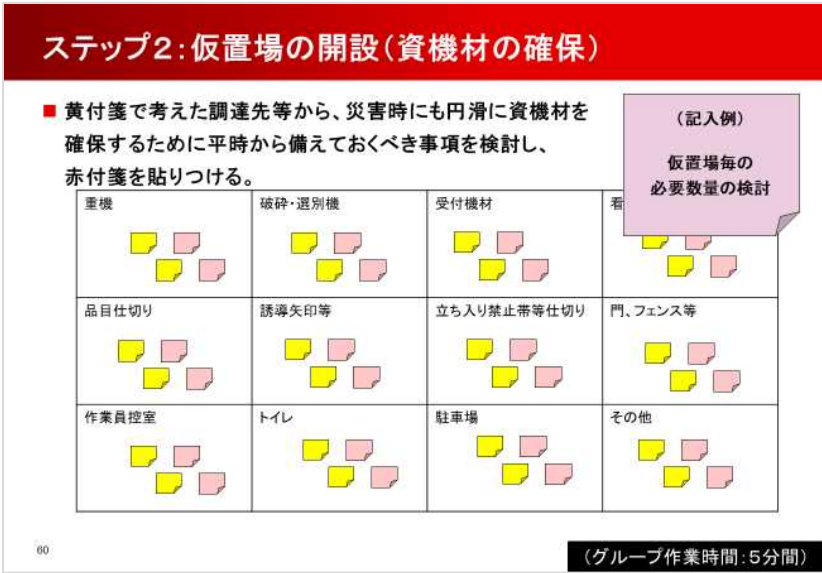 ステップ2:仮置場の開設(資機材の確保)
■ 黄付箋で考えた調達先等から、災害時にも円滑に資機材を
確保するために平時から備えておくべき事項を検討し、
赤付箋を貼りつける。
(記入例)
仮置場毎の
必要数量の検討
重機
破砕・選別機
受付機材
看
品目仕切り
誘導矢印等
立ち入り禁止帯等仕切り
門、フェンス等
作業員控室
トイレ
駐車場
その他
60
(グループ作業時間:5分間)